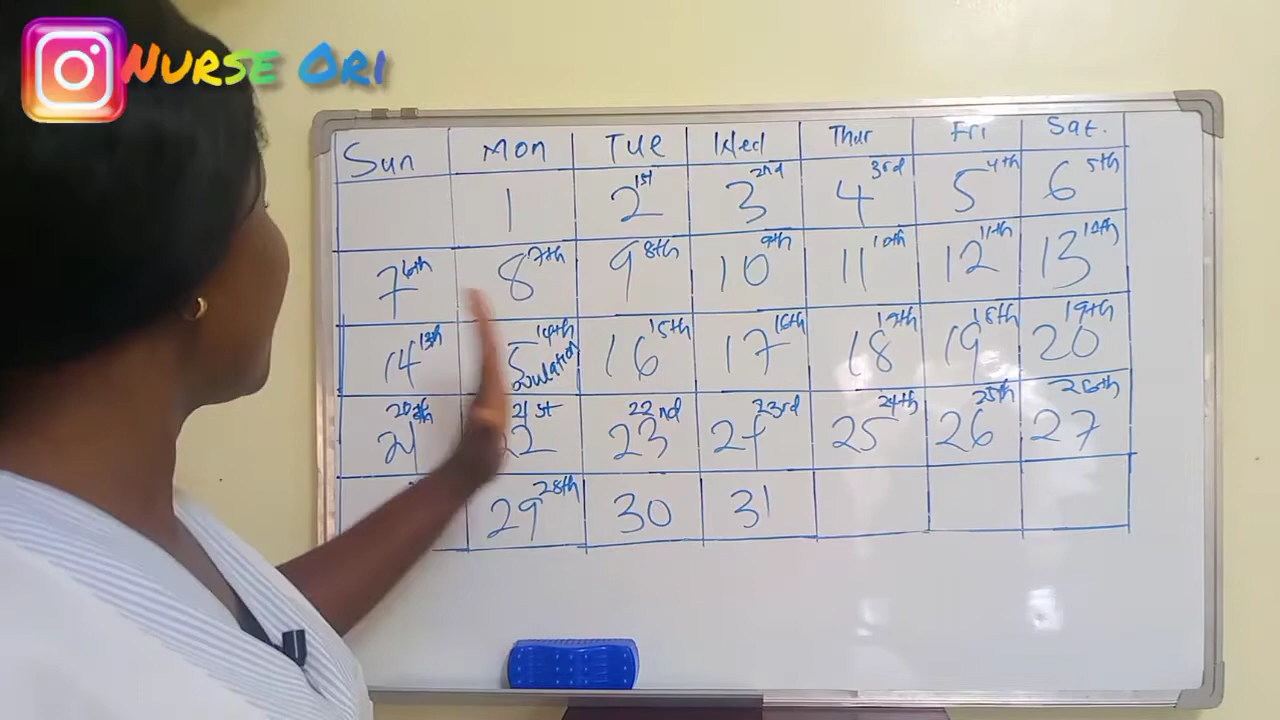 NURSE ORI
Sun Mon Tue Wed Thur Fri Sat.
1 2 1st 3 2nd 4 3rd 5 4th 6 5th
7 6th 8 7th 9 8th 10 9th 11 10th 12 11th 13 12th
14 13th 5 14th 16 15th 17 16th 18 17th 19 18th 20 19th
ovulation
21 20th 22 21st 23 22nd 24 23rd 25 24th 26 25th 27 26th
29 28th 30 31